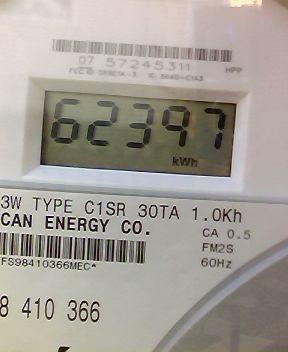 07 57245311
HPP
62397
kWh
3W TYPE C1SR 30TA 1.0Kh
CAN ENERGY CO.
CA 0.5
FM2S
FS98410366MEC*
60Hz
8 410 366